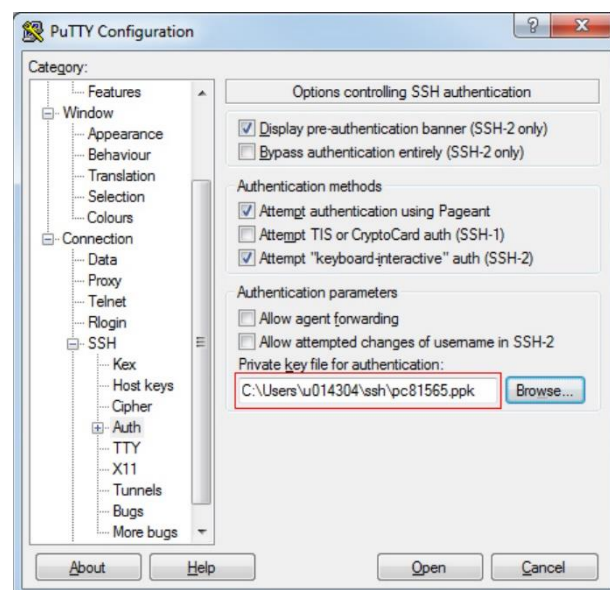 PuTTY Configuration
Category:
Features
Window
Appearance
Behaviour
Translation
Selection
Colours
Connection
Data
Proxy
Telnet
Rlogin
SSH
Kex
Host keys
Cipher
Auth
TTY
X11
Tunnels
Bugs
More bugs
Options controlling SSH authentication
Display pre-authentication banner (SSH-2 only)
Bypass authentication entirely (SSH-2 only)
Authentication methods
Attempt authentication using Pageant
Attempt TIS or CryptoCard auth (SSH-1)
Attempt "keyboard-interactive" auth (SSH-2)
Authentication parameters
Allow agent forwarding
Allow attempted changes of username in SSH-2
Private key file for authentication:
C:\Users\u014304\ssh\pc81565.ppk Browse...
About Help Open Cancel